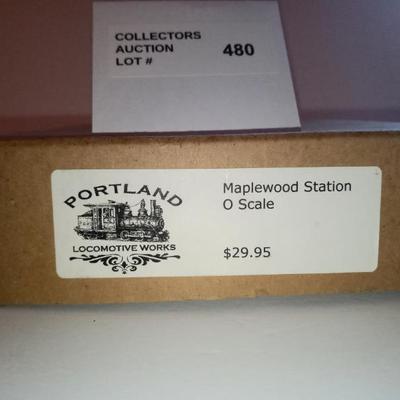 COLLECTORS
AUCTION
LOT #
480
PORTLAND
LOCOMOTIVE WORKS
Maplewood Station
O Scale
$29.95